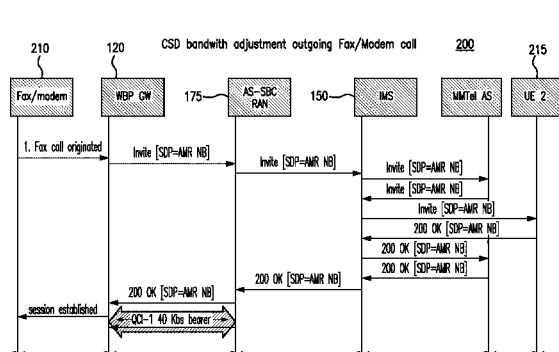 CSD bandwith adjustment outgoing Fax/Modem call
200
210
120
215
Fax/modem
WBP GW
175
AS-SBC
RAN
150
IMS
MMTel AS
UE 2
1. Fax call originated
Invite [SDP=AMR NB]
Invite [SDP=AMR NB]
Invite [SDP=AMR NB]
Invite [SDP=AMR NB]
Invite [SDP=AMR NB]
200 OK [SDP=AMR NB]
200 OK [SDP=AMR NB]
200 OK [SDP=AMR NB]
200 OK [SDP=AMR NB]
200 OK [SDP=AMR NB]
session established
QCI-1 40 Kbs bearer